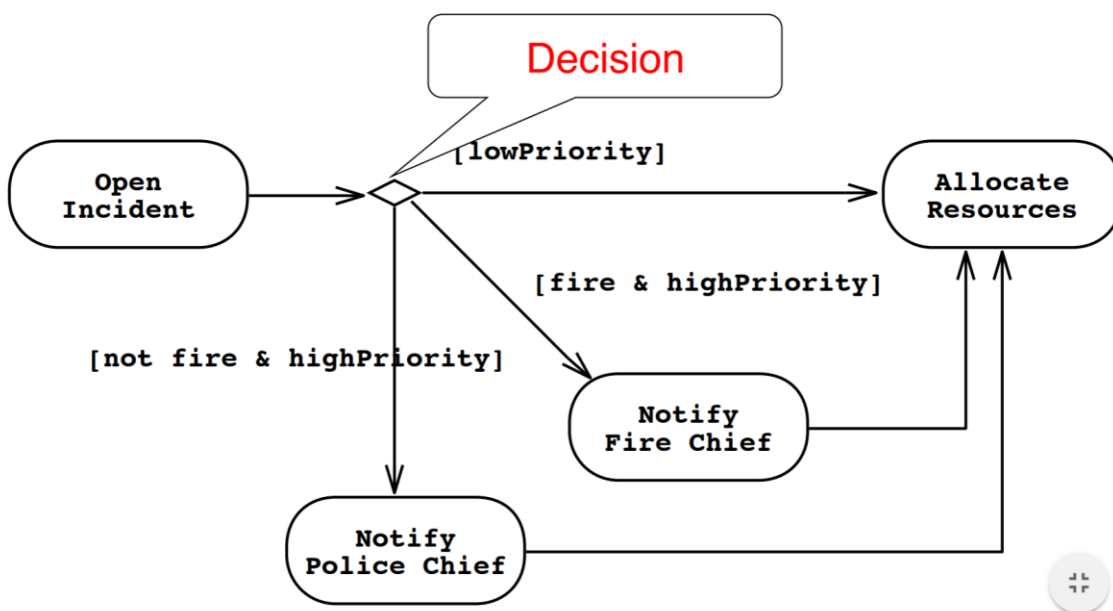 Decision
[lowPriority]
Open
Incident
Allocate
Resources
[fire & highPriority]
[not fire & highPriority]
Notify
Fire Chief
Notify
Police Chief